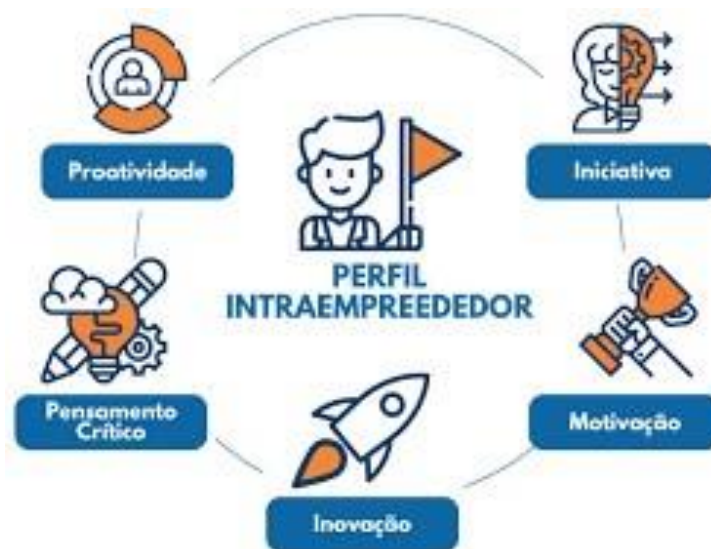 Proatividade
Iniciativa
PERFIL
INTRAEMPREEDEDOR
Pensamento
Crítico
Motivação
Inovação